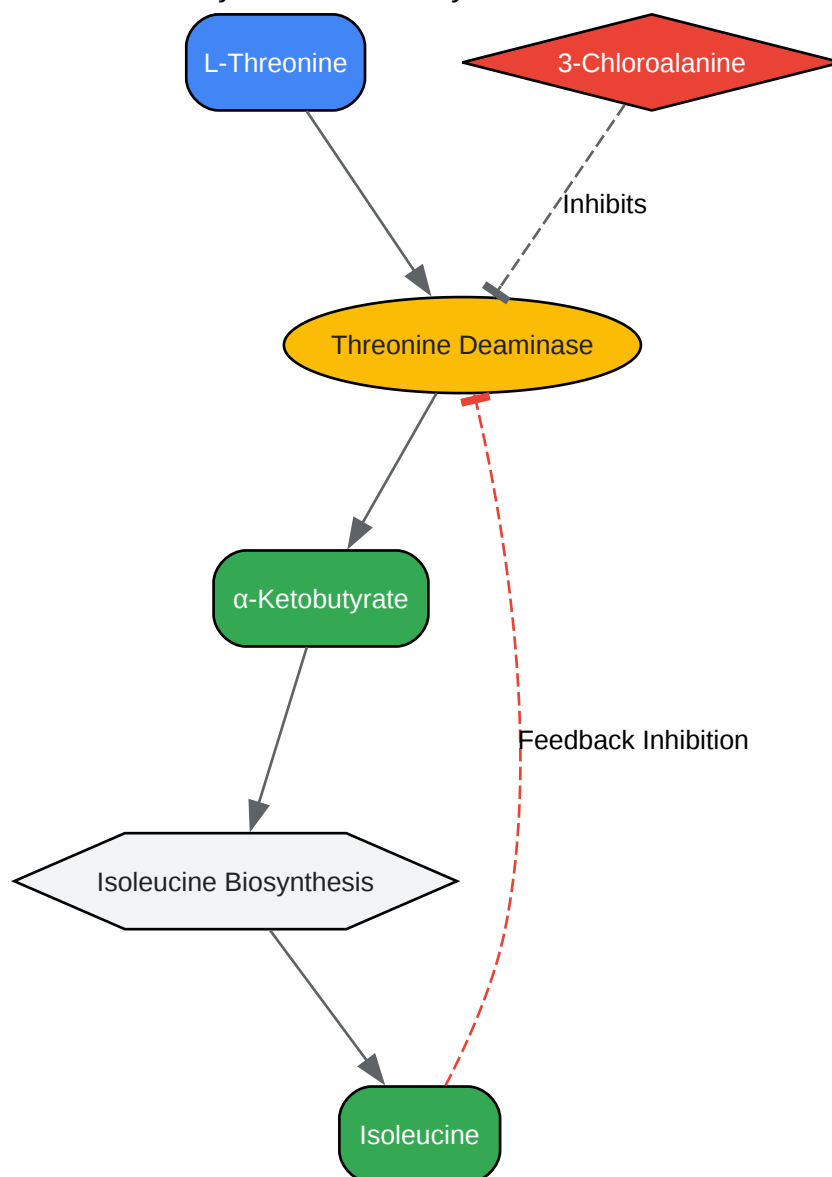 L-Threonine
3-Chloroalanine
Inhibits
Threonine Deaminase
α-Ketobutyrate
Feedback Inhibition
Isoleucine Biosynthesis
Isoleucine